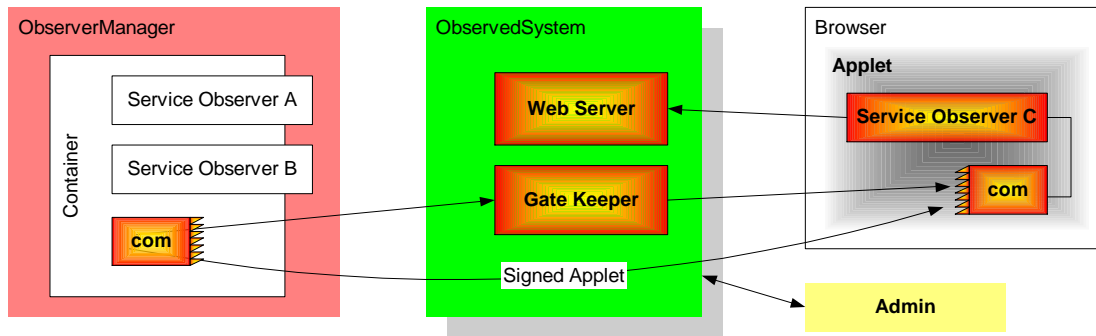 ObserverManager
Container
Service Observer A
Service Observer B
com
ObservedSystem
Web Server
Gate Keeper
Signed Applet
Browser
Applet
Service Observer C
com
Admin